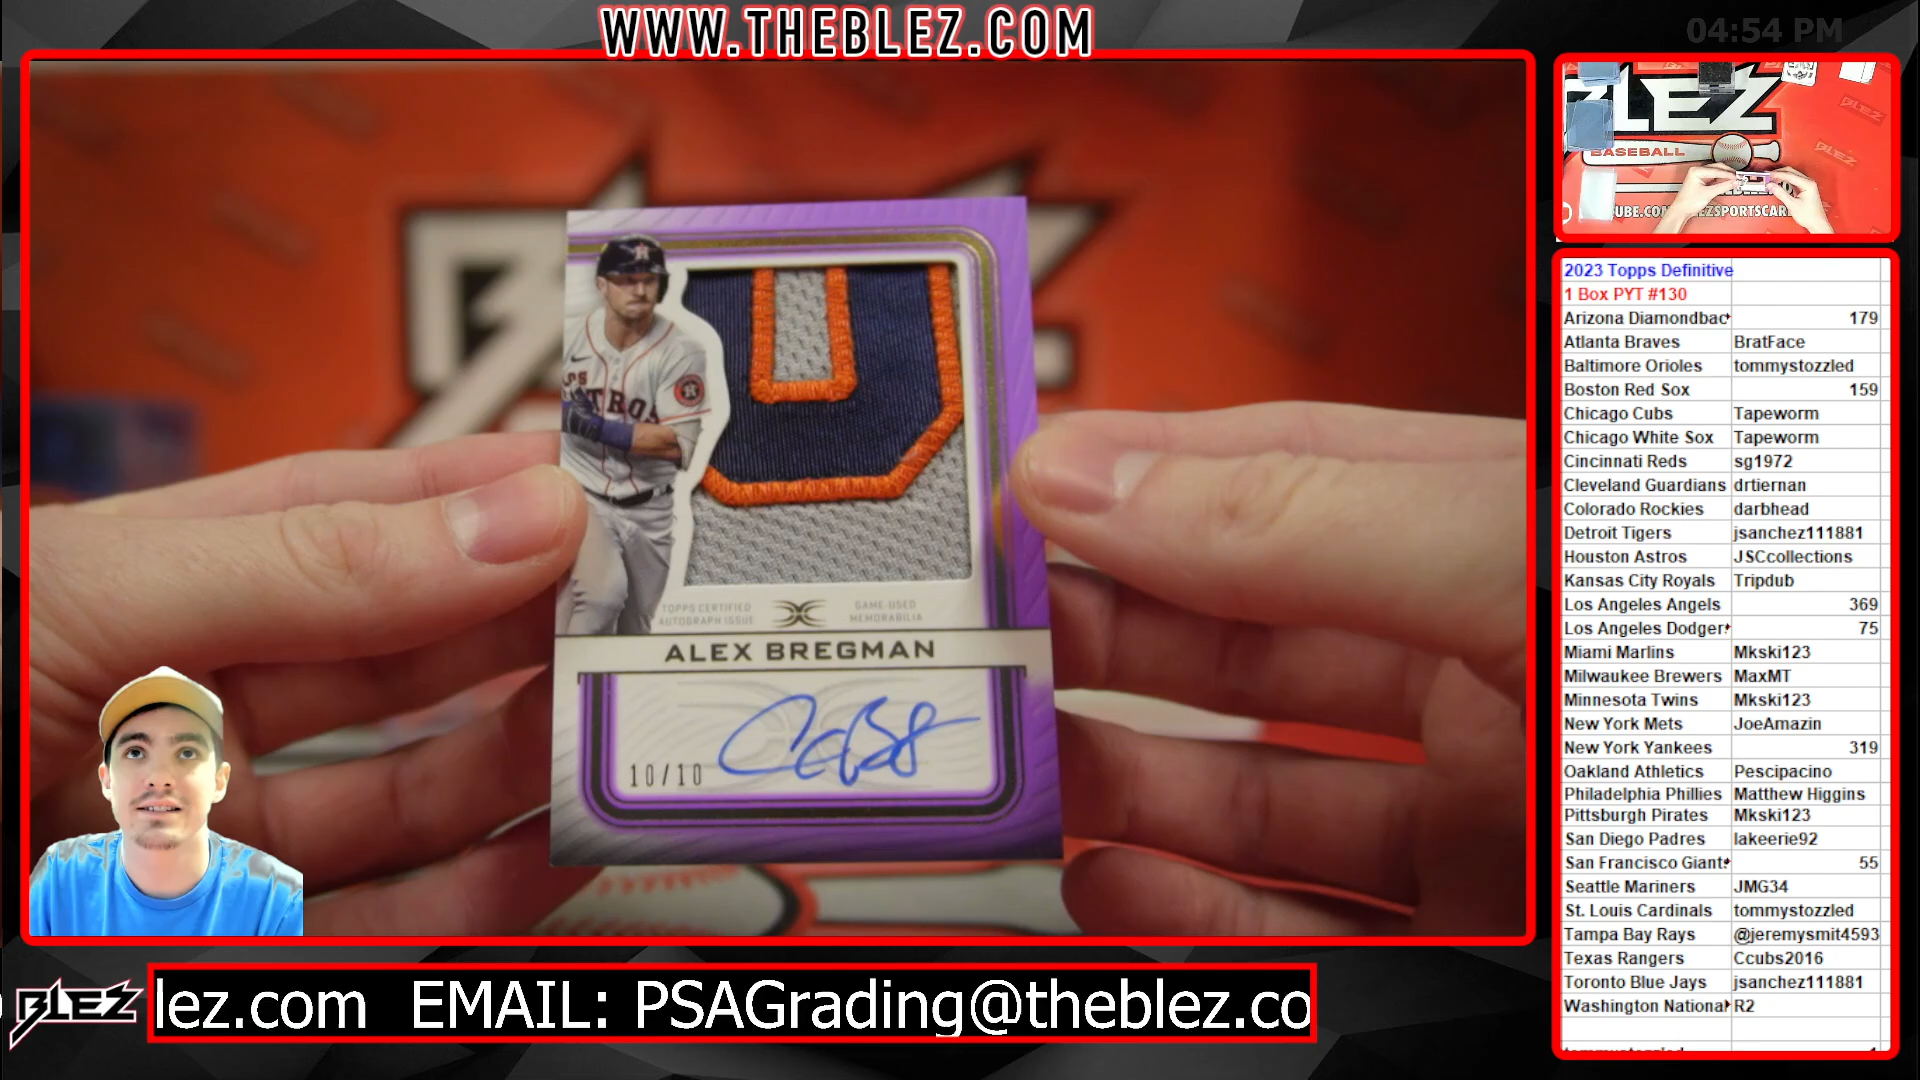 WWW.THEBLEZ.COM
04:54 PM
BLEZ
BASEBALL
BLEZ
BLEZ
ASTROS
TOPPS CERTIFIED
AUTOGRAPH ISSUE
GAME-USED
MEMORABILIA
ALEX BREGMAN
10/10
2023 Topps Definitive
1 Box PYT #130
Arizona Diamondbac 179
Atlanta Braves BratFace
Baltimore Orioles tommystozzled
Boston Red Sox 159
Chicago Cubs Tapeworm
Chicago White Sox Tapeworm
Cincinnati Reds sg1972
Cleveland Guardians drtiernan
Colorado Rockies darbhead
Detroit Tigers jsanchez111881
Houston Astros JSCcollections
Kansas City Royals Tripdub
Los Angeles Angels 369
Los Angeles Dodger 75
Miami Marlins Mkski123
Milwaukee Brewers MaxMT
Minnesota Twins Mkski123
New York Mets JoeAmazin
New York Yankees 319
Oakland Athletics Pescipacino
Philadelphia Phillies Matthew Higgins
Pittsburgh Pirates Mkski123
San Diego Padres lakeerie92
San Francisco Giant 55
Seattle Mariners JMG34
St. Louis Cardinals tommystozzled
Tampa Bay Rays @jeremysmit4593
Texas Rangers Ccubs2016
Toronto Blue Jays jsanchez111881
Washington National R2
BLEZ
lez.com EMAIL: PSAGrading@theblez.co